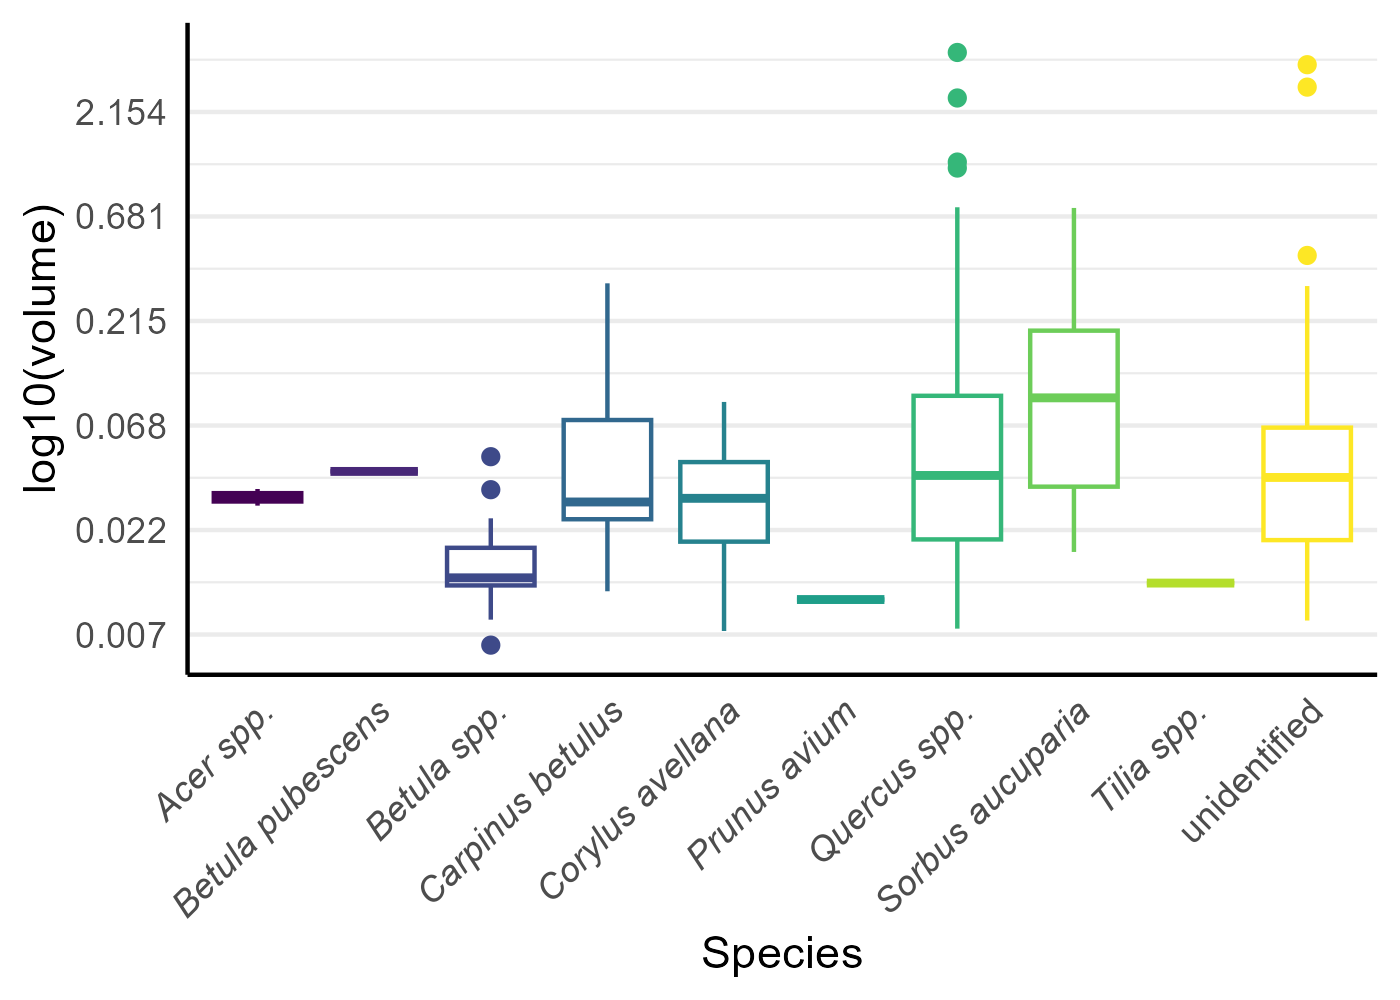 log10(volume)
2.154
0.681
0.215
0.068
0.022
0.007
Acer spp.
Betula pubescens
Betula spp.
Carpinus betulus
Corylus avellana
Prunus avium
Quercus spp.
Sorbus aucuparia
Tilia spp.
unidentified
Species